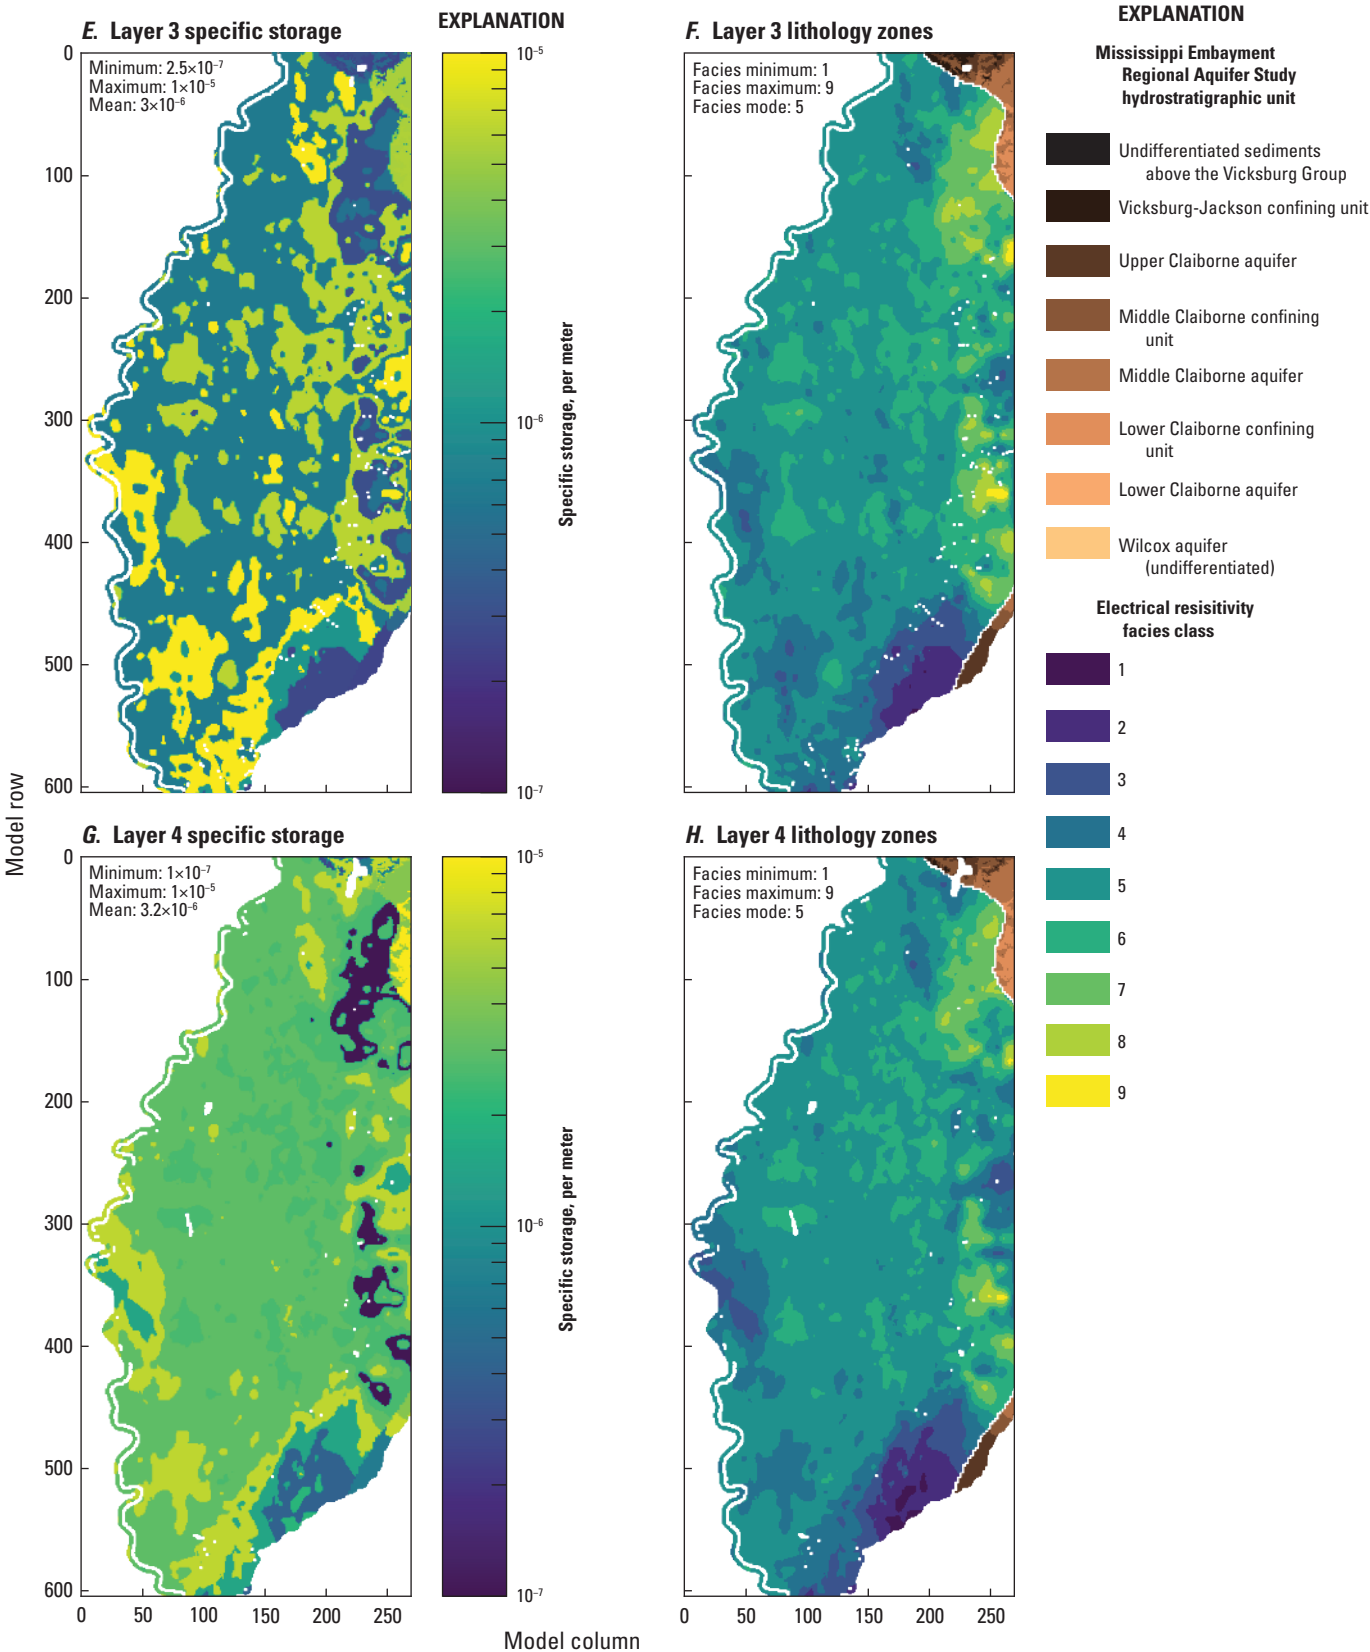 E. Layer 3 specific storage
Minimum: 2.5×10⁻⁷
Maximum: 1×10⁻⁵
Mean: 3×10⁻⁶
0
100
200
300
400
500
600
EXPLANATION
10⁻⁵
10⁻⁶
10⁻⁷
Specific storage, per meter
F. Layer 3 lithology zones
Facies minimum: 1
Facies maximum: 9
Facies mode: 5
G. Layer 4 specific storage
Minimum: 1×10⁻⁷
Maximum: 1×10⁻⁵
Mean: 3.2×10⁻⁶
0
100
200
300
400
500
600
0 50 100 150 200 250
10⁻⁵
10⁻⁶
10⁻⁷
Specific storage, per meter
H. Layer 4 lithology zones
Facies minimum: 1
Facies maximum: 9
Facies mode: 5
0 50 100 150 200 250
Model row
Model column
EXPLANATION
Mississippi Embayment
Regional Aquifer Study
hydrostratigraphic unit
Undifferentiated sediments
above the Vicksburg Group
Vicksburg-Jackson confining unit
Upper Claiborne aquifer
Middle Claiborne confining
unit
Middle Claiborne aquifer
Lower Claiborne confining
unit
Lower Claiborne aquifer
Wilcox aquifer
(undifferentiated)
Electrical resisitivity
facies class
1
2
3
4
5
6
7
8
9